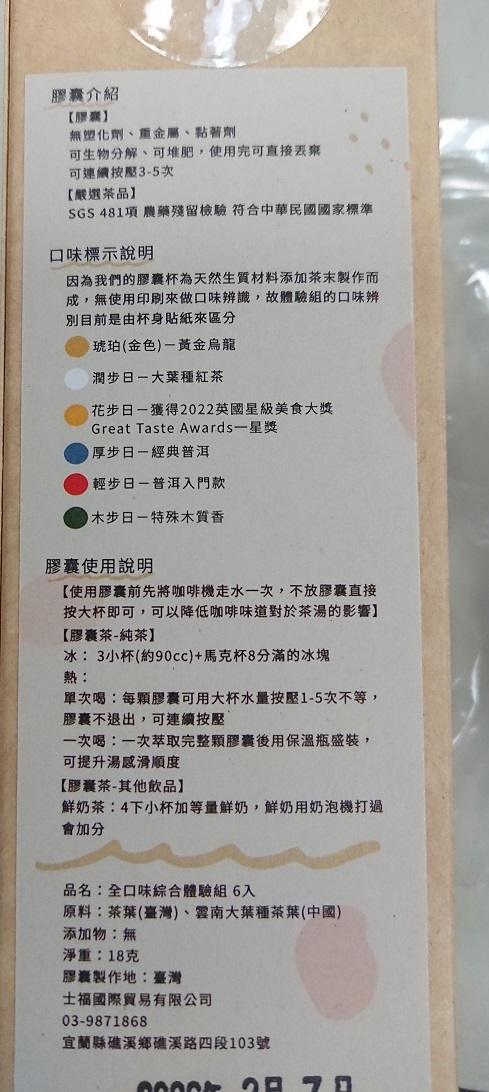 膠囊介紹
【膠囊】
無塑化劑、重金屬、黏著劑
可生物分解、可堆肥，使用完可直接丟棄
可連續按壓3-5次
【嚴選茶品】
SGS 481項 農藥殘留檢驗 符合中華民國國家標準
口味標示說明
因為我們的膠囊杯為天然生質材料添加茶末製作而
成，無使用印刷來做口味辨識，故體驗組的口味辨
別目前是由杯身貼紙來區分
琥珀(金色)－黃金烏龍
潤步日－大葉種紅茶
花步日－獲得2022英國星級美食大獎
Great Taste Awards一星獎
厚步日－經典普洱
輕步日－普洱入門款
木步日－特殊木質香
膠囊使用說明
【使用膠囊前先將咖啡機走水一次，不放膠囊直接
按大杯即可，可以降低咖啡味道對於茶湯的影響】
【膠囊茶-純茶】
冰： 3小杯(約90cc)+馬克杯8分滿的冰塊
熱：
單次喝：每顆膠囊可用大杯水量按壓1-5次不等，
膠囊不退出，可連續按壓
一次喝：一次萃取完整顆膠囊後用保溫瓶盛裝，
可提升湯感滑順度
【膠囊茶-其他飲品】
鮮奶茶：4下小杯加等量鮮奶，鮮奶用奶泡機打過
會加分
品名：全口味綜合體驗組 6入
原料：茶葉(臺灣)、雲南大葉種茶葉(中國)
添加物：無
淨重：18克
膠囊製作地：臺灣
士福國際貿易有限公司
03-9871868
宜蘭縣礁溪鄉礁溪路四段103號